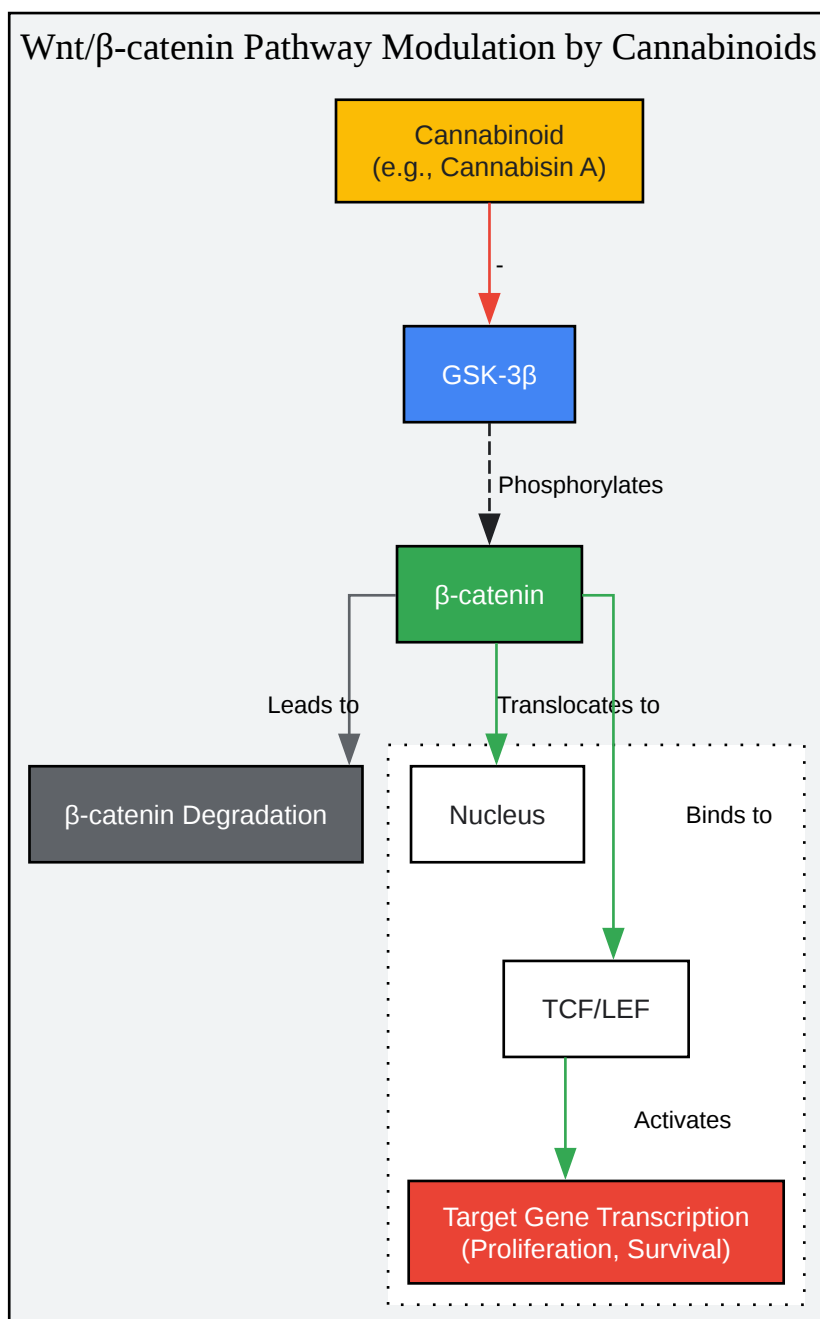 Wnt/β-catenin Pathway Modulation by Cannabinoids
Cannabinoid
(e.g., Cannabisin A)
-
GSK-3β
Phosphorylates
β-catenin
Leads to
Translocates to
β-catenin Degradation
Nucleus
Binds to
TCF/LEF
Activates
Target Gene Transcription
(Proliferation, Survival)